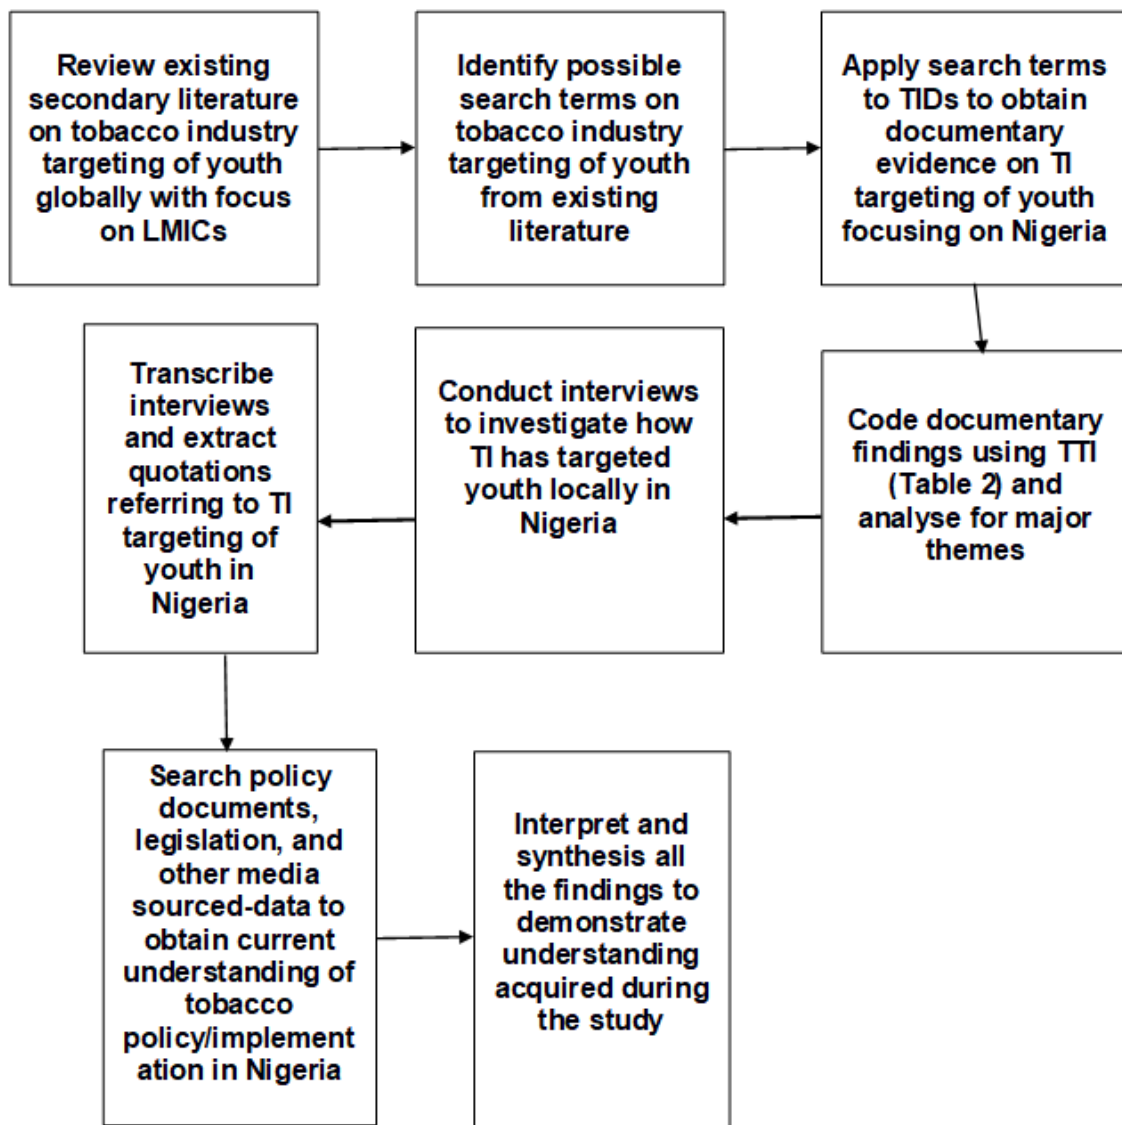 Review existing
secondary literature
on tobacco industry
targeting of youth
globally with focus
on LMICs
Identify possible
search terms on
tobacco industry
targeting of youth
from existing
literature
Apply search terms
to TIDs to obtain
documentary
evidence on TI
targeting of youth
focusing on Nigeria
Code documentary
findings using TTI
(Table 2) and
analyse for major
themes
Conduct interviews
to investigate how
TI has targeted
youth locally in
Nigeria
Transcribe
interviews
and extract
quotations
referring to TI
targeting of
youth in
Nigeria
Search policy
documents,
legislation, and
other media
sourced-data to
obtain current
understanding of
tobacco
policy/implement
ation in Nigeria
Interpret and
synthesis all
the findings to
demonstrate
understanding
acquired during
the study